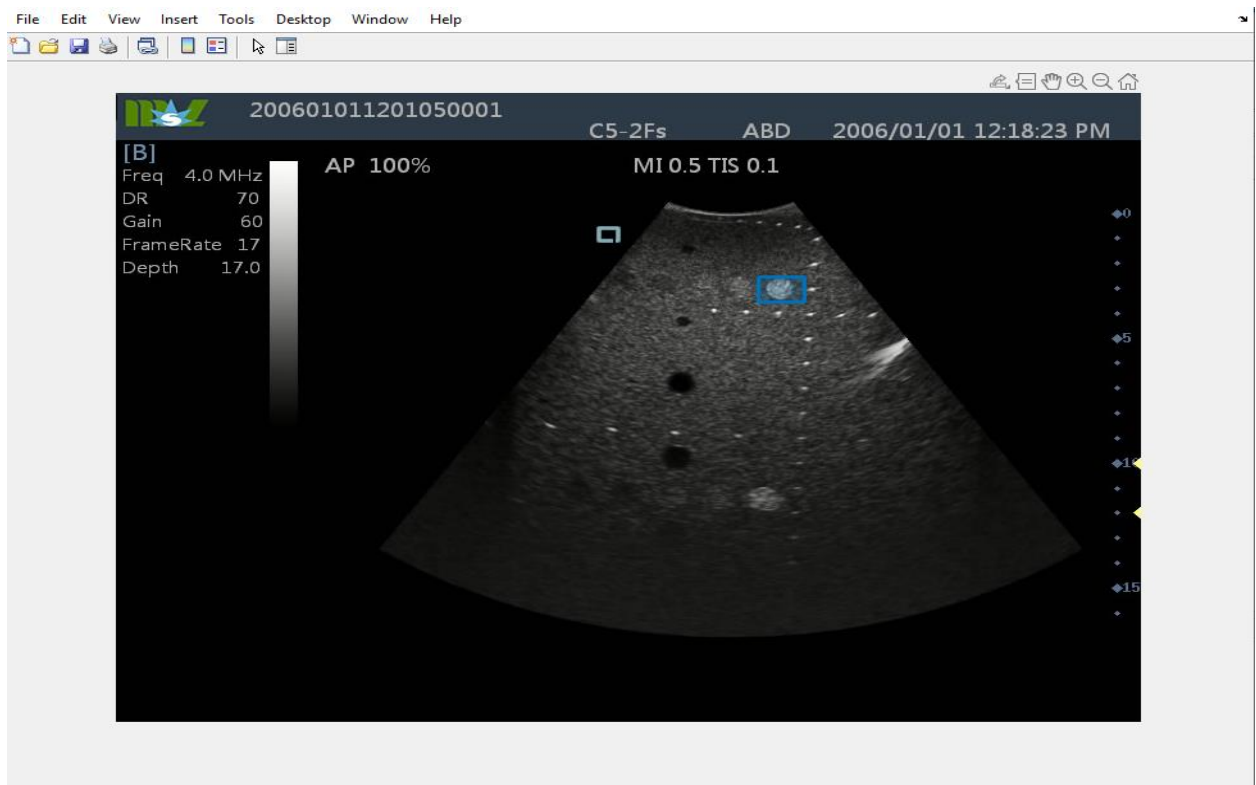 File Edit View Insert Tools Desktop Window Help
200601011201050001
C5-2Fs ABD 2006/01/01 12:18:23 PM
[B]
AP 100% MI 0.5 TIS 0.1
Freq 4.0 MHz
DR 70
Gain 60
FrameRate 17
Depth 17.0
0
5
10
15